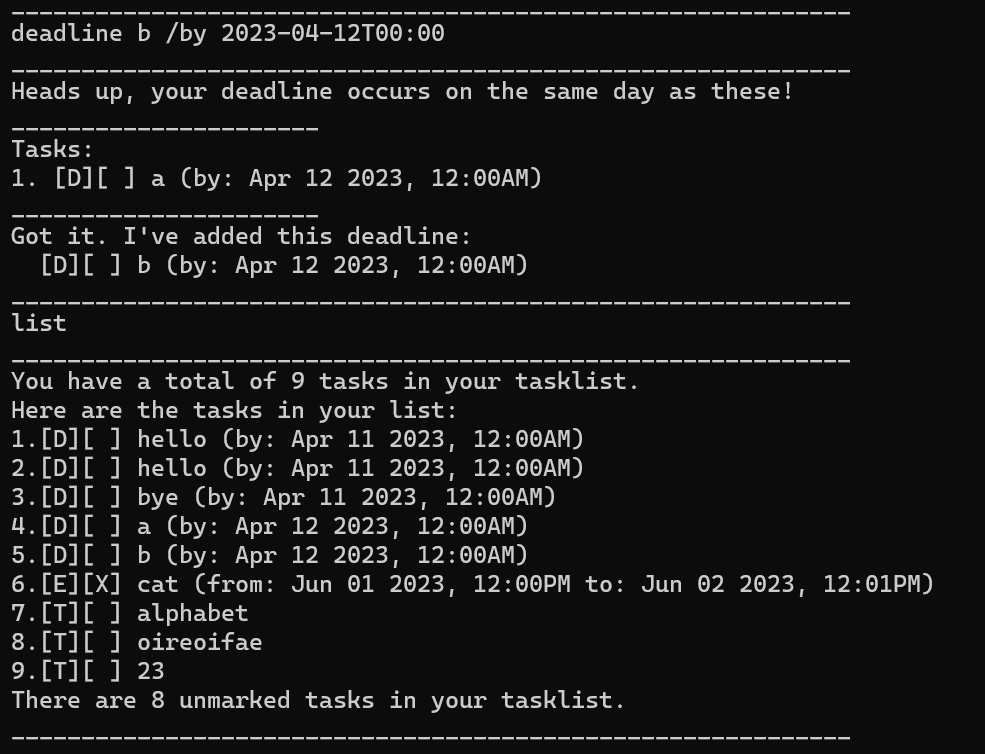 ____________________________________________________________
deadline b /by 2023-04-12T00:00
____________________________________________________________
Heads up, your deadline occurs on the same day as these!
______________________
Tasks:
1. [D][ ] a (by: Apr 12 2023, 12:00AM)
______________________
Got it. I've added this deadline:
  [D][ ] b (by: Apr 12 2023, 12:00AM)
____________________________________________________________
list
____________________________________________________________
You have a total of 9 tasks in your tasklist.
Here are the tasks in your list:
1.[D][ ] hello (by: Apr 11 2023, 12:00AM)
2.[D][ ] hello (by: Apr 11 2023, 12:00AM)
3.[D][ ] bye (by: Apr 11 2023, 12:00AM)
4.[D][ ] a (by: Apr 12 2023, 12:00AM)
5.[D][ ] b (by: Apr 12 2023, 12:00AM)
6.[E][X] cat (from: Jun 01 2023, 12:00PM to: Jun 02 2023, 12:01PM)
7.[T][ ] alphabet
8.[T][ ] oireoifae
9.[T][ ] 23
There are 8 unmarked tasks in your tasklist.
____________________________________________________________